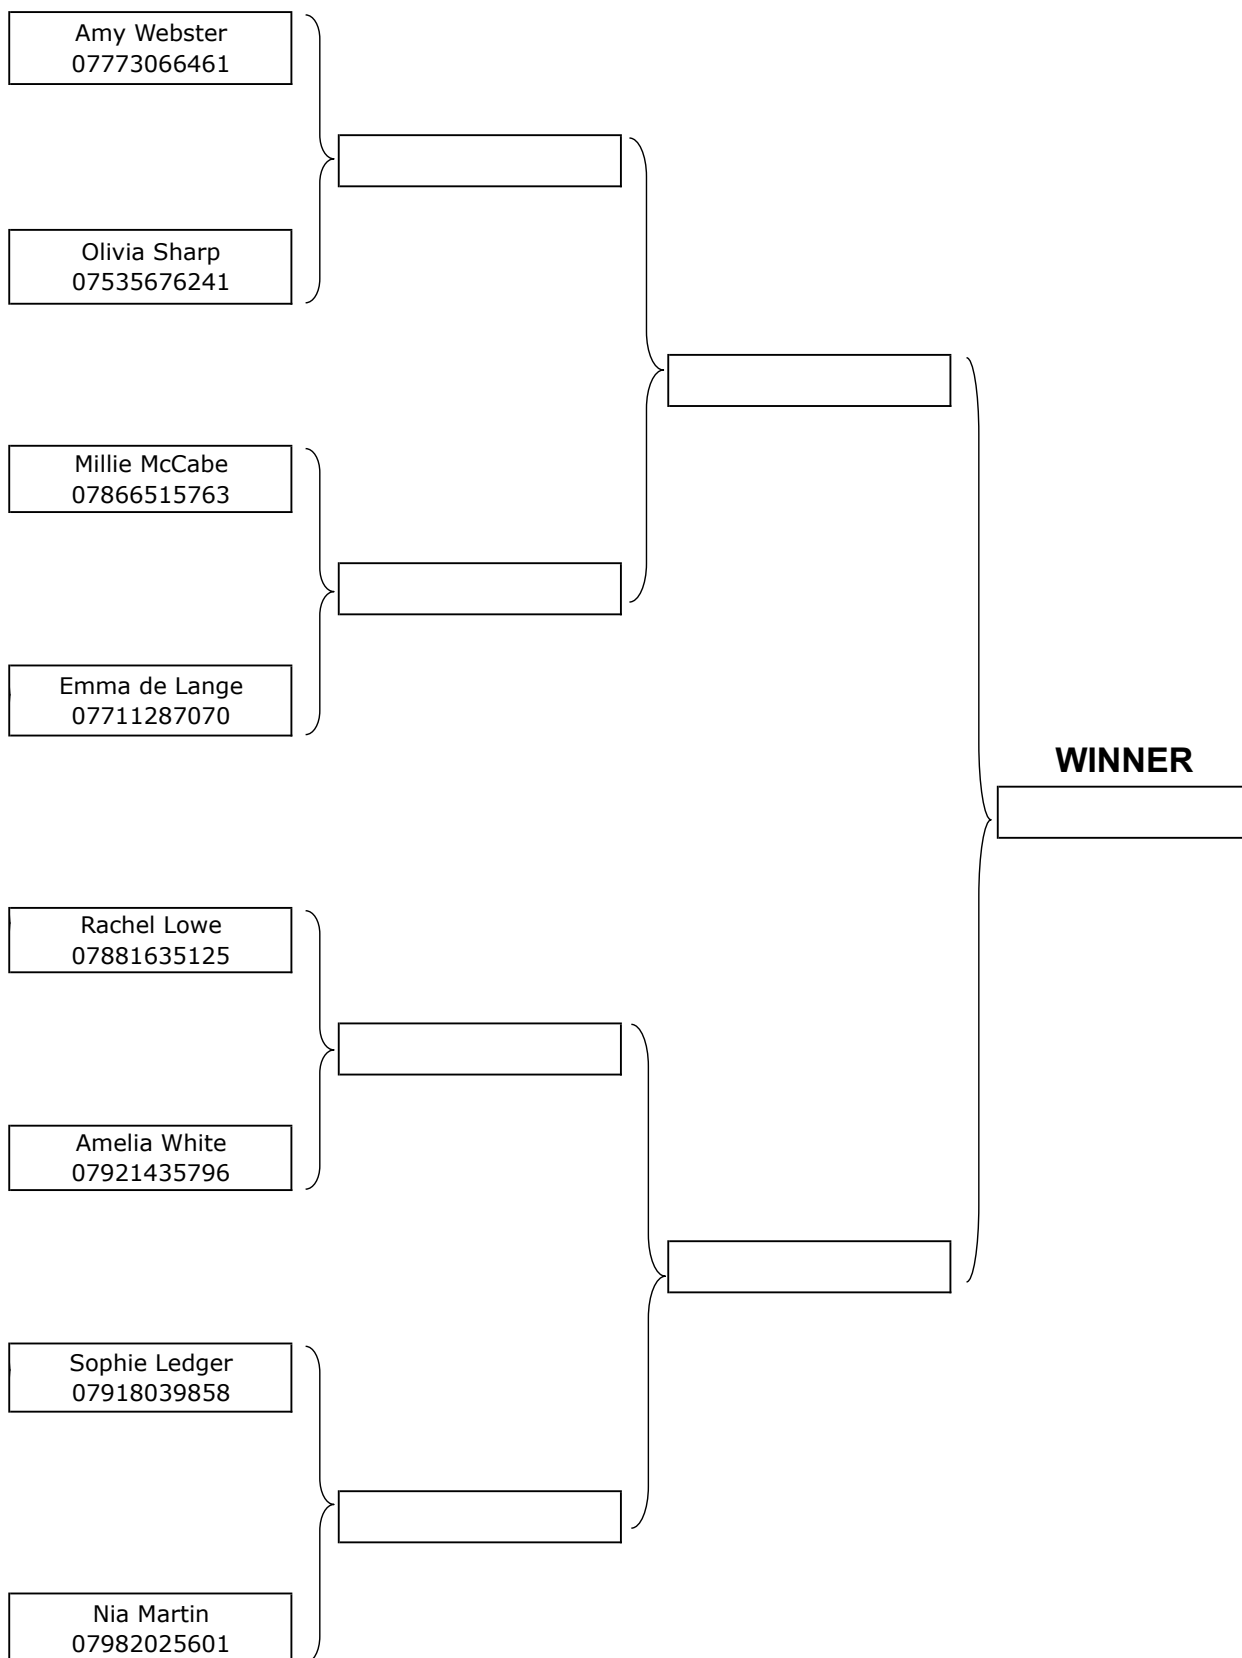 Amy Webster
07773066461
Olivia Sharp
07535676241
Millie McCabe
07866515763
Emma de Lange
07711287070
WINNER
Rachel Lowe
07881635125
Amelia White
07921435796
Sophie Ledger
07918039858
Nia Martin
07982025601